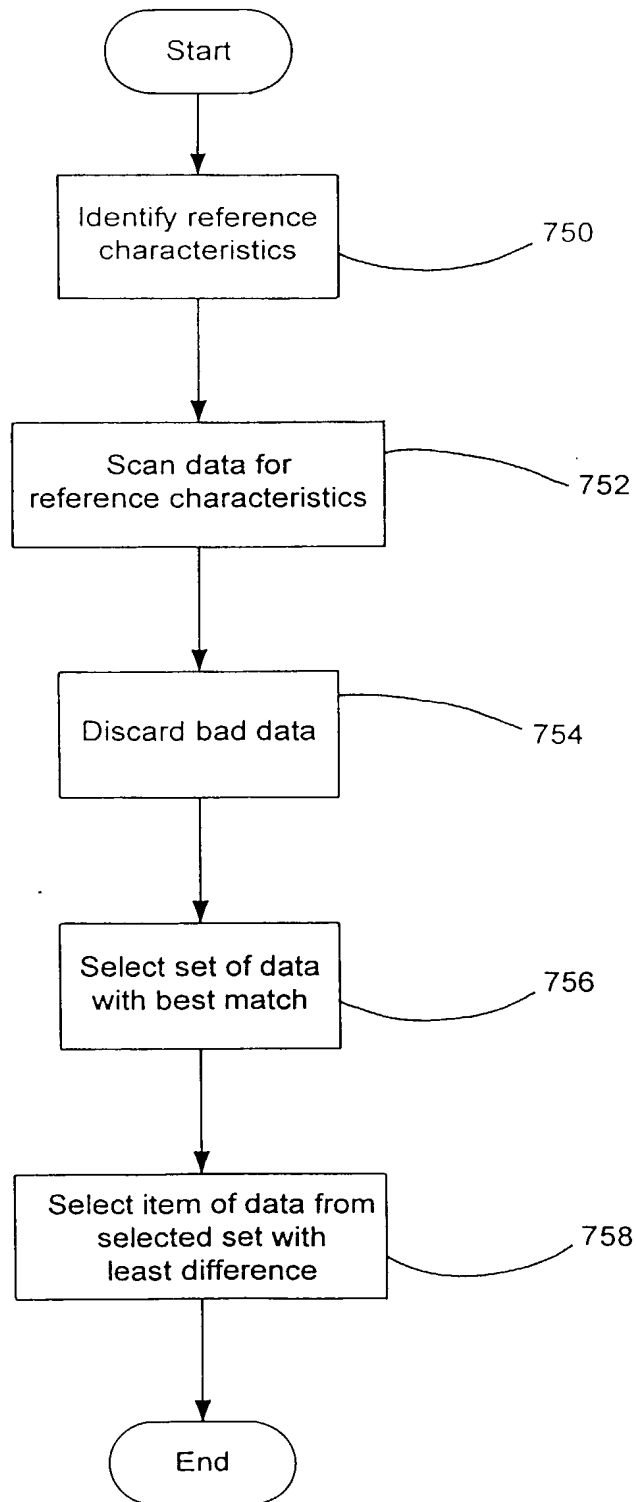 Start
Identify reference
characteristics
750
Scan data for
reference characteristics
752
Discard bad data
754
Select set of data
with best match
756
Select item of data from
selected set with
least difference
758
End